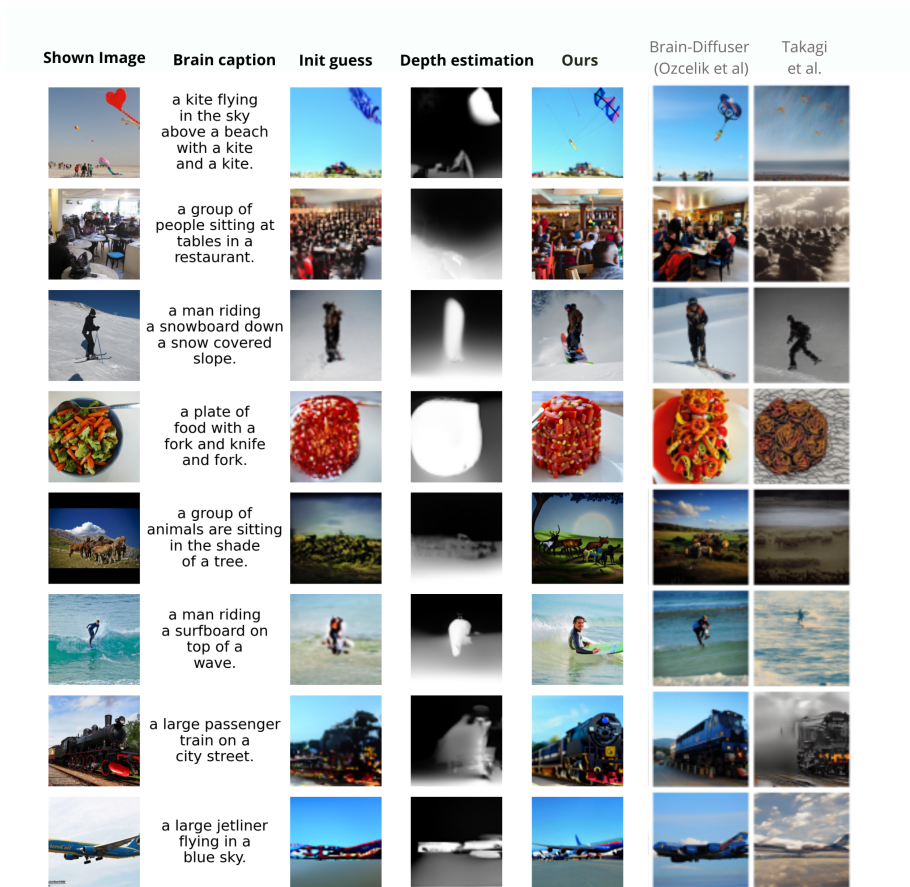 Shown Image
Brain caption
Init guess
Depth estimation
Ours
Brain-Diffuser
(Ozcelik et al)
Takagi
et al.
a kite flying
in the sky
above a beach
with a kite
and a kite.
a group of
people sitting at
tables in a
restaurant.
a man riding
a snowboard down
a snow covered
slope.
a plate of
food with a
fork and knife
and fork.
a group of
animals are sitting
in the shade
of a tree.
a man riding
a surfboard on
top of a
wave.
a large passenger
train on a
city street.
a large jetliner
flying in a
blue sky.